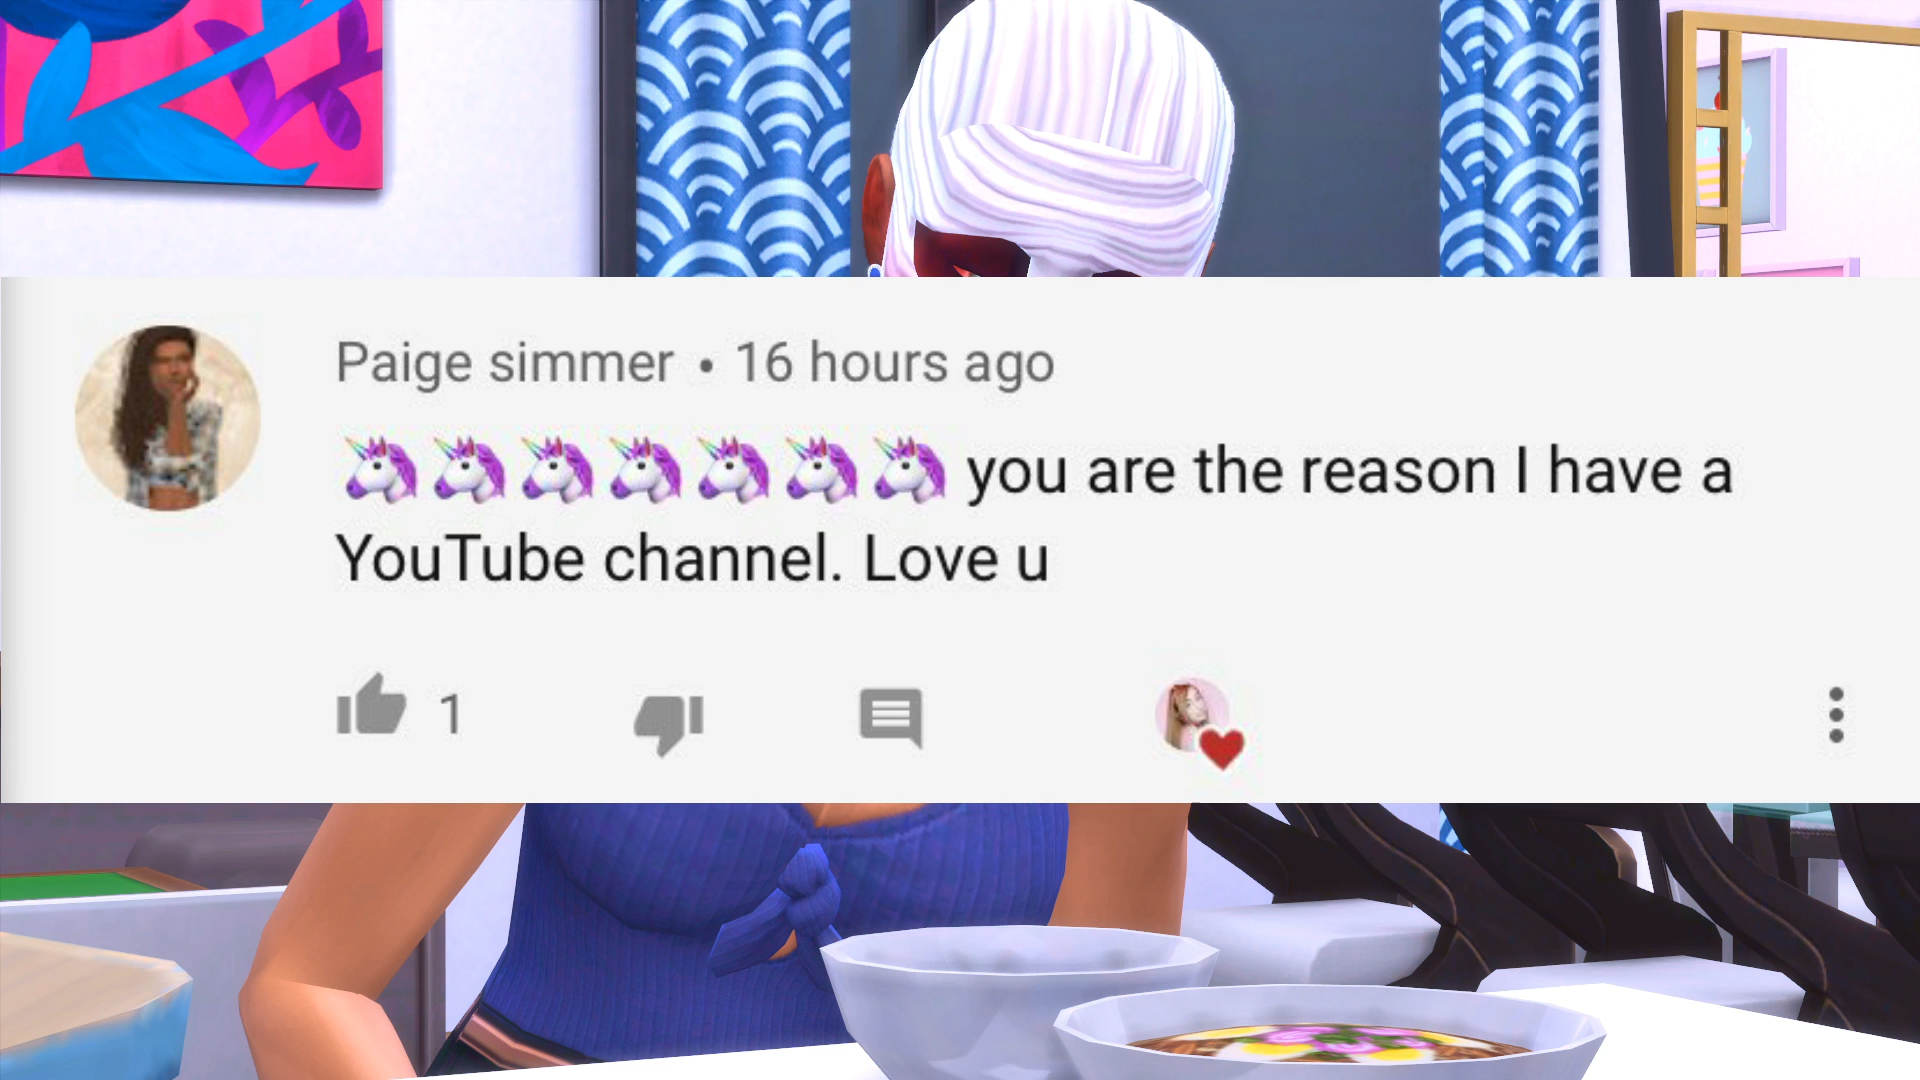 Paige simmer • 16 hours ago
🦄🦄🦄🦄🦄🦄🦄 you are the reason I have a
YouTube channel. Love u
1